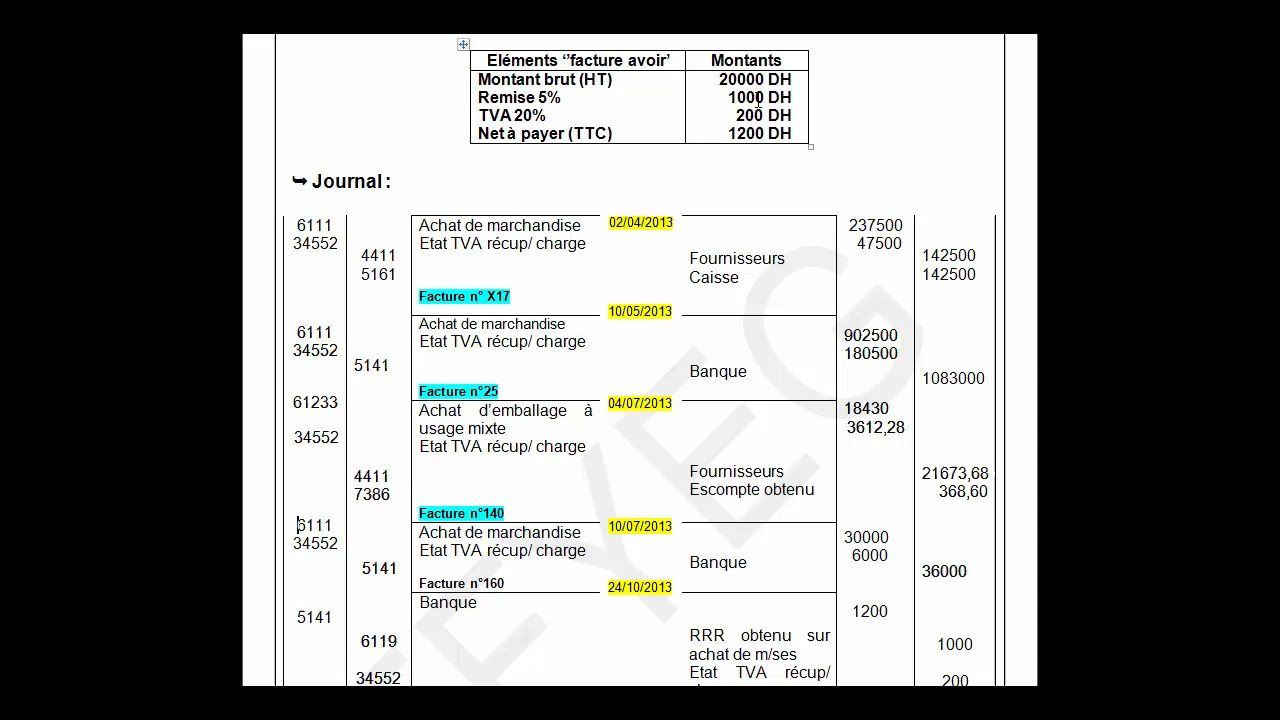 Eléments ‘’facture avoir’ Montants
Montant brut (HT) 20000 DH
Remise 5% 1000 DH
TVA 20% 200 DH
Net à payer (TTC) 1200 DH
➥ Journal :
02/04/2013
6111 Achat de marchandise 237500
34552 Etat TVA récup/ charge 47500
4411 Fournisseurs 142500
5161 Caisse 142500
Facture n° X17
10/05/2013
6111 Achat de marchandise 902500
34552 Etat TVA récup/ charge 180500
5141 Banque 1083000
Facture n°25
04/07/2013
61233 Achat d’emballage à 18430
usage mixte 3612,28
34552 Etat TVA récup/ charge
4411 Fournisseurs 21673,68
7386 Escompte obtenu 368,60
Facture n°140
10/07/2013
6111 Achat de marchandise 30000
34552 Etat TVA récup/ charge 6000
5141 Banque 36000
Facture n°160
24/10/2013
5141 Banque 1200
6119 RRR obtenu sur 1000
achat de m/ses
34552 Etat TVA récup/ 200
EYEG